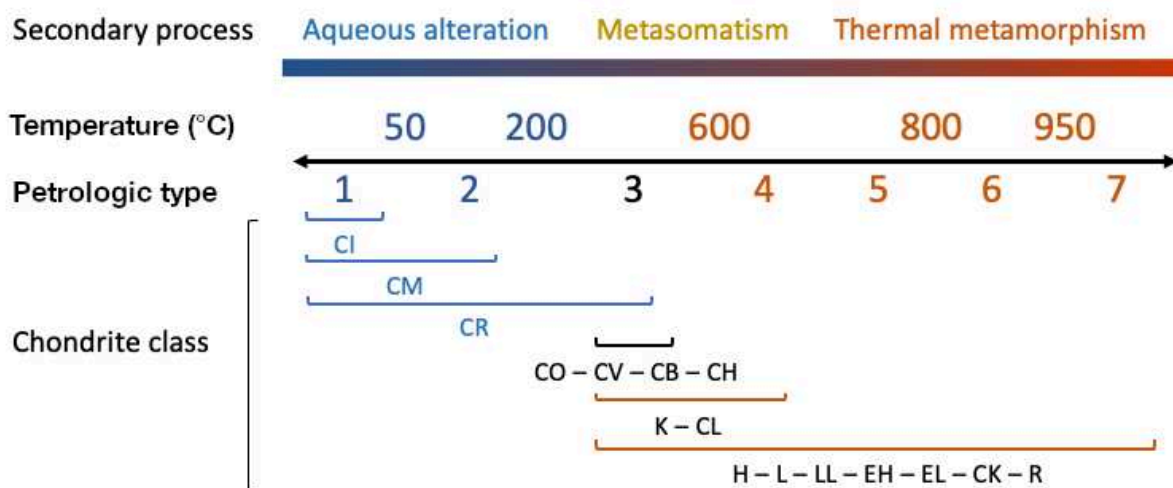 Secondary process Aqueous alteration Metasomatism Thermal metamorphism
Temperature (°C) 50 200 600 800 950
Petrologic type 1 2 3 4 5 6 7
CI
CM
CR
Chondrite class
CO – CV – CB – CH
K – CL
H – L – LL – EH – EL – CK – R